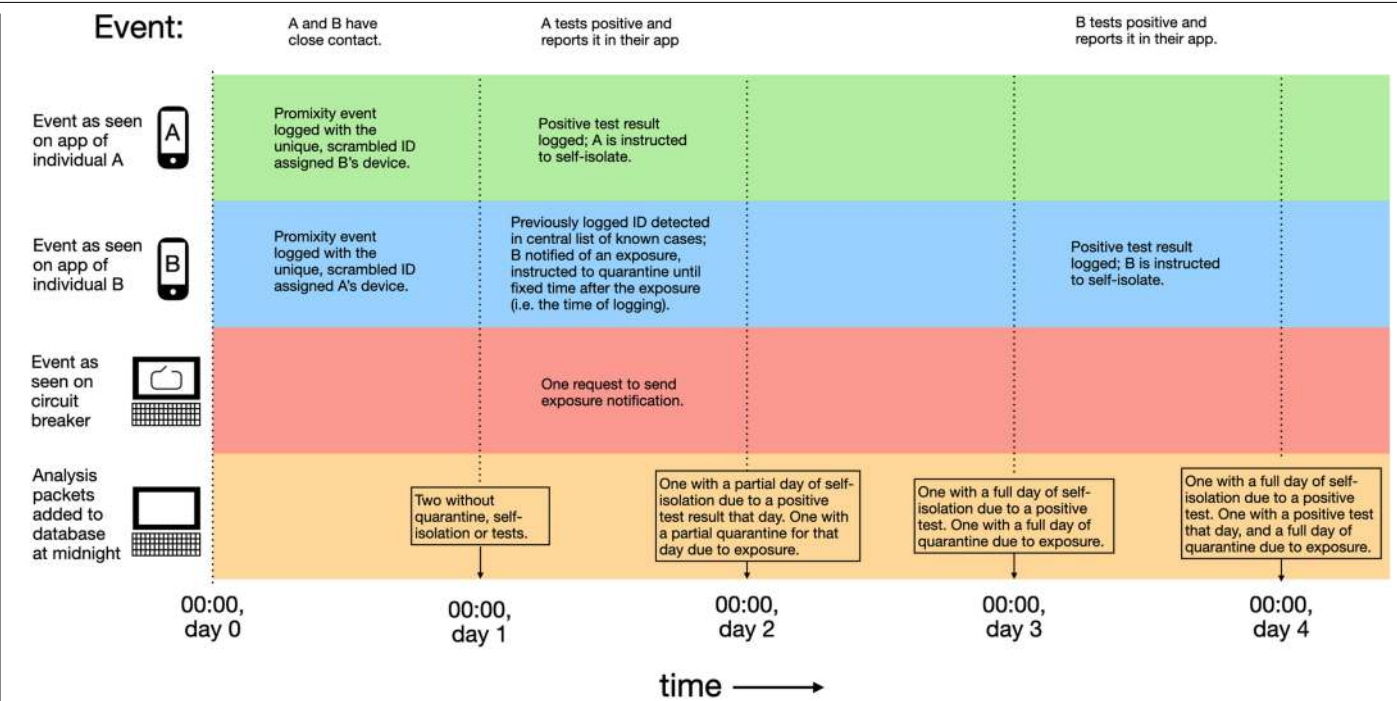 Event:
A and B have
close contact.
A tests positive and
reports it in their app
B tests positive and
reports it in their app.
Event as seen
on app of
individual A
A
Promixity event
logged with the
unique, scrambled ID
assigned B's device.
Positive test result
logged; A is instructed
to self-isolate.
Event as seen
on app of
individual B
B
Promixity event
logged with the
unique, scrambled ID
assigned A's device.
Previously logged ID detected
in central list of known cases;
B notified of an exposure,
instructed to quarantine until
fixed time after the exposure
(i.e. the time of logging).
Positive test result
logged; B is instructed
to self-isolate.
Event as
seen on
circuit
breaker
One request to send
exposure notification.
Analysis
packets
added to
database
at midnight
Two without
quarantine, self-
isolation or tests.
One with a partial day of self-
isolation due to a positive
test result that day. One with
a partial quarantine for that
day due to exposure.
One with a full day of self-
isolation due to a positive
test. One with a full day of
quarantine due to exposure.
One with a full day of self-
isolation due to a positive
test. One with a positive test
that day, and a full day of
quarantine due to exposure.
00:00,
day 0
00:00,
day 1
00:00,
day 2
00:00,
day 3
00:00,
day 4
time